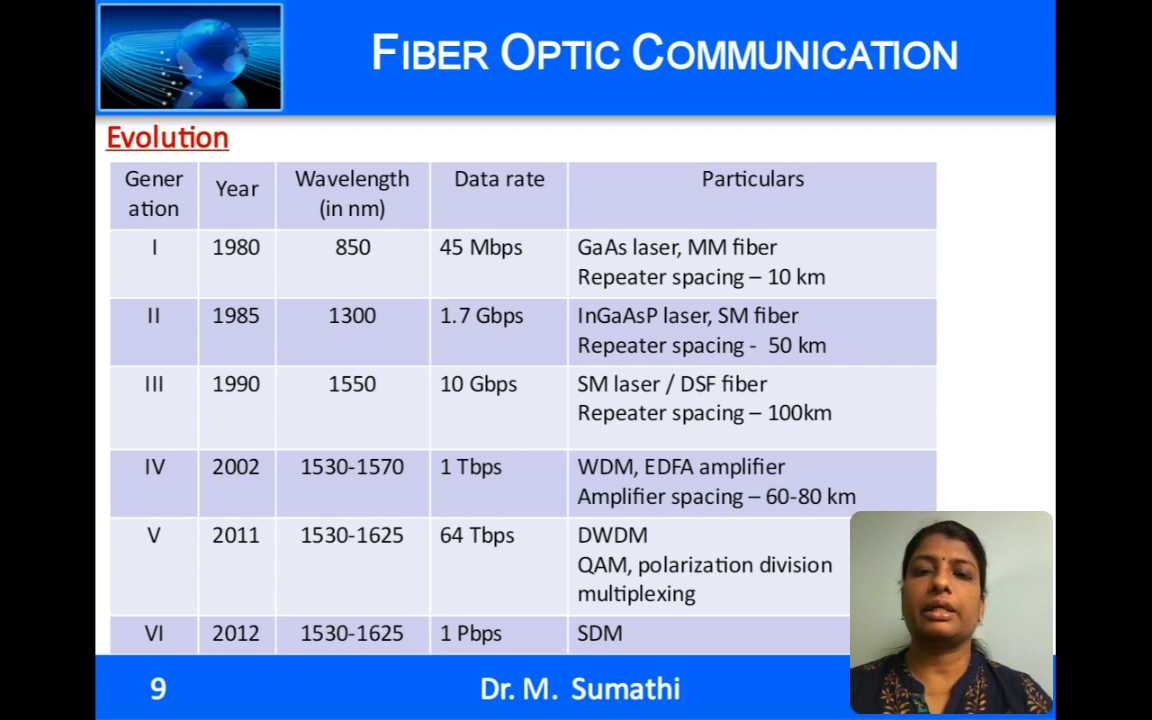 FIBER OPTIC COMMUNICATION
Evolution
Gener
ation
Year
Wavelength
(in nm)
Data rate
Particulars
I
1980
850
45 Mbps
GaAs laser, MM fiber
Repeater spacing – 10 km
II
1985
1300
1.7 Gbps
InGaAsP laser, SM fiber
Repeater spacing - 50 km
III
1990
1550
10 Gbps
SM laser / DSF fiber
Repeater spacing – 100km
IV
2002
1530-1570
1 Tbps
WDM, EDFA amplifier
Amplifier spacing – 60-80 km
V
2011
1530-1625
64 Tbps
DWDM
QAM, polarization division
multiplexing
VI
2012
1530-1625
1 Pbps
SDM
9
Dr. M. Sumathi